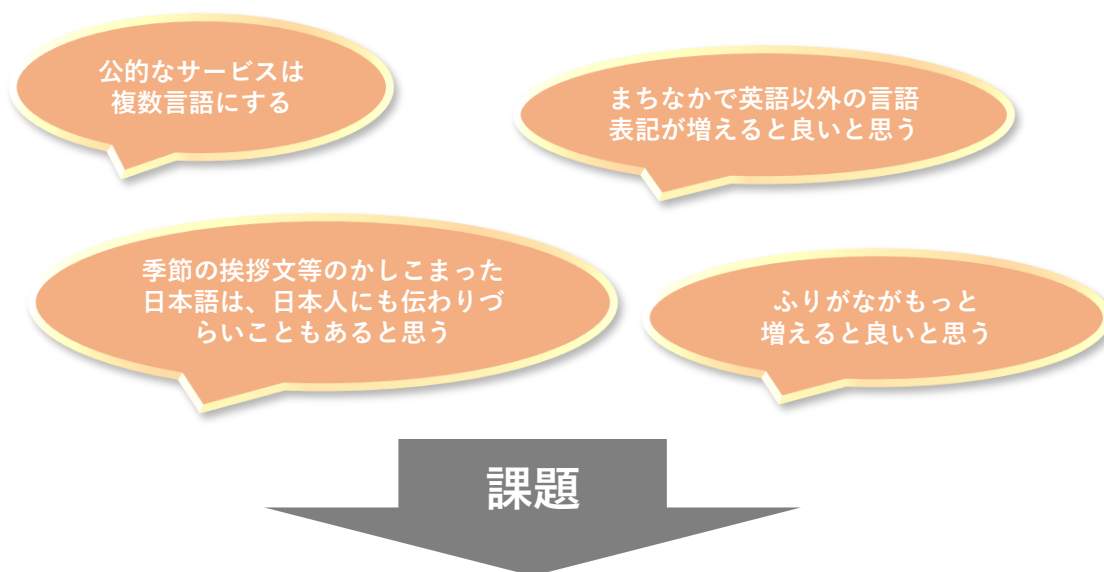 公的なサービスは
複数言語にする
まちなかで英語以外の言語
表記が増えると良いと思う
季節の挨拶文等のかしこまった
日本語は、日本人にも伝わりづ
らいこともあると思う
ふりがながもっと
増えると良いと思う
課題